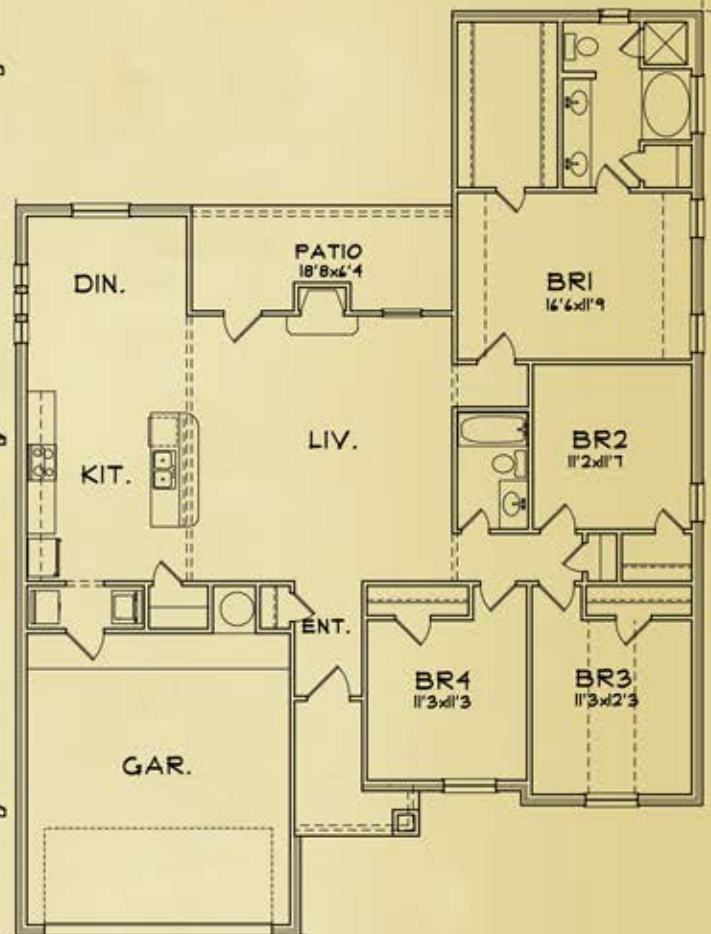 PATIO
18'8x6'4
DIN.
BR1
16'6x11'9
LIV.
BR2
11'2x11'7
KIT.
ENT.
BR4
11'3x11'3
BR3
11'3x12'3
GAR.